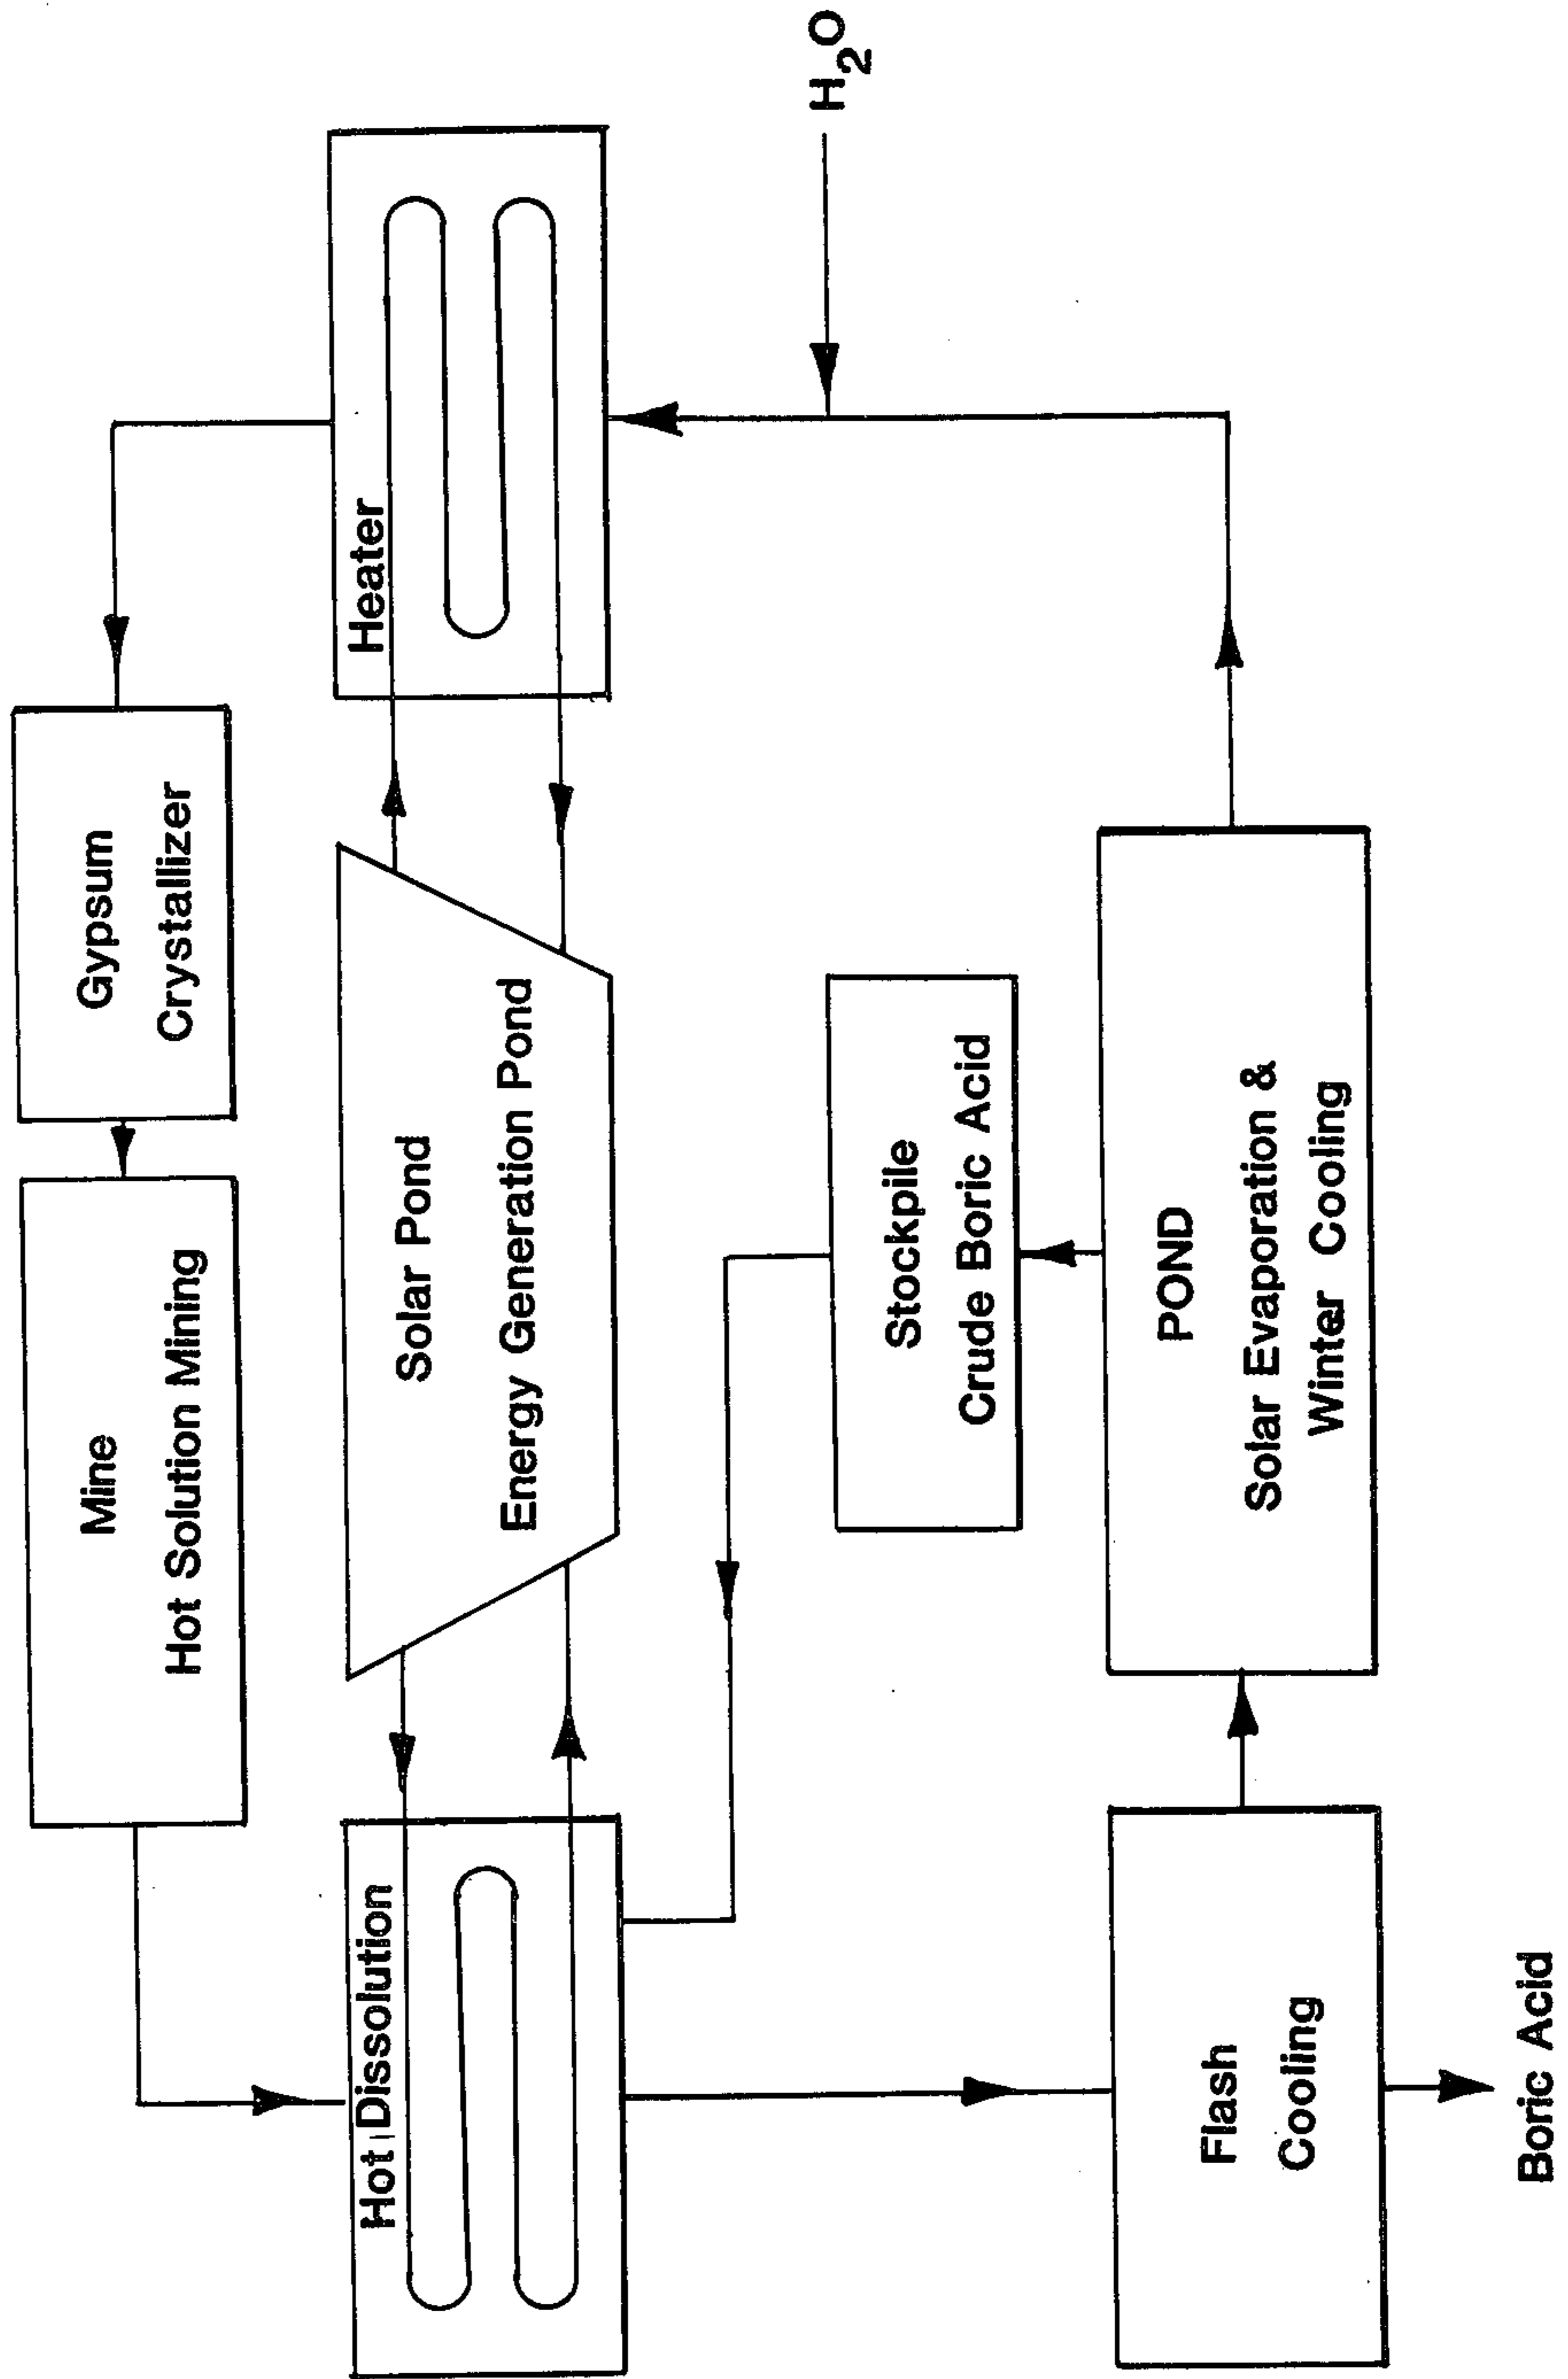 Mine
Hot Solution Mining
Gypsum
Crystallizer
Hot Dissolution
Solar Pond
Energy Generation Pond
Heater
Stockpile
Crude Boric Acid
H₂O
Flash
Cooling
POND
Solar Evaporation &
Winter Cooling
Boric Acid